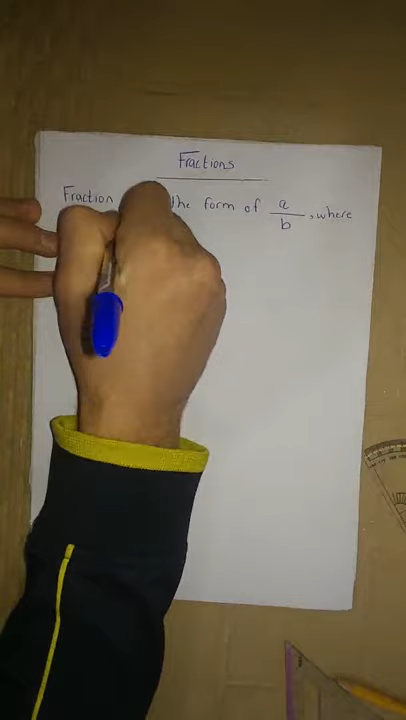 Fractions
Fraction the form of a/b, where